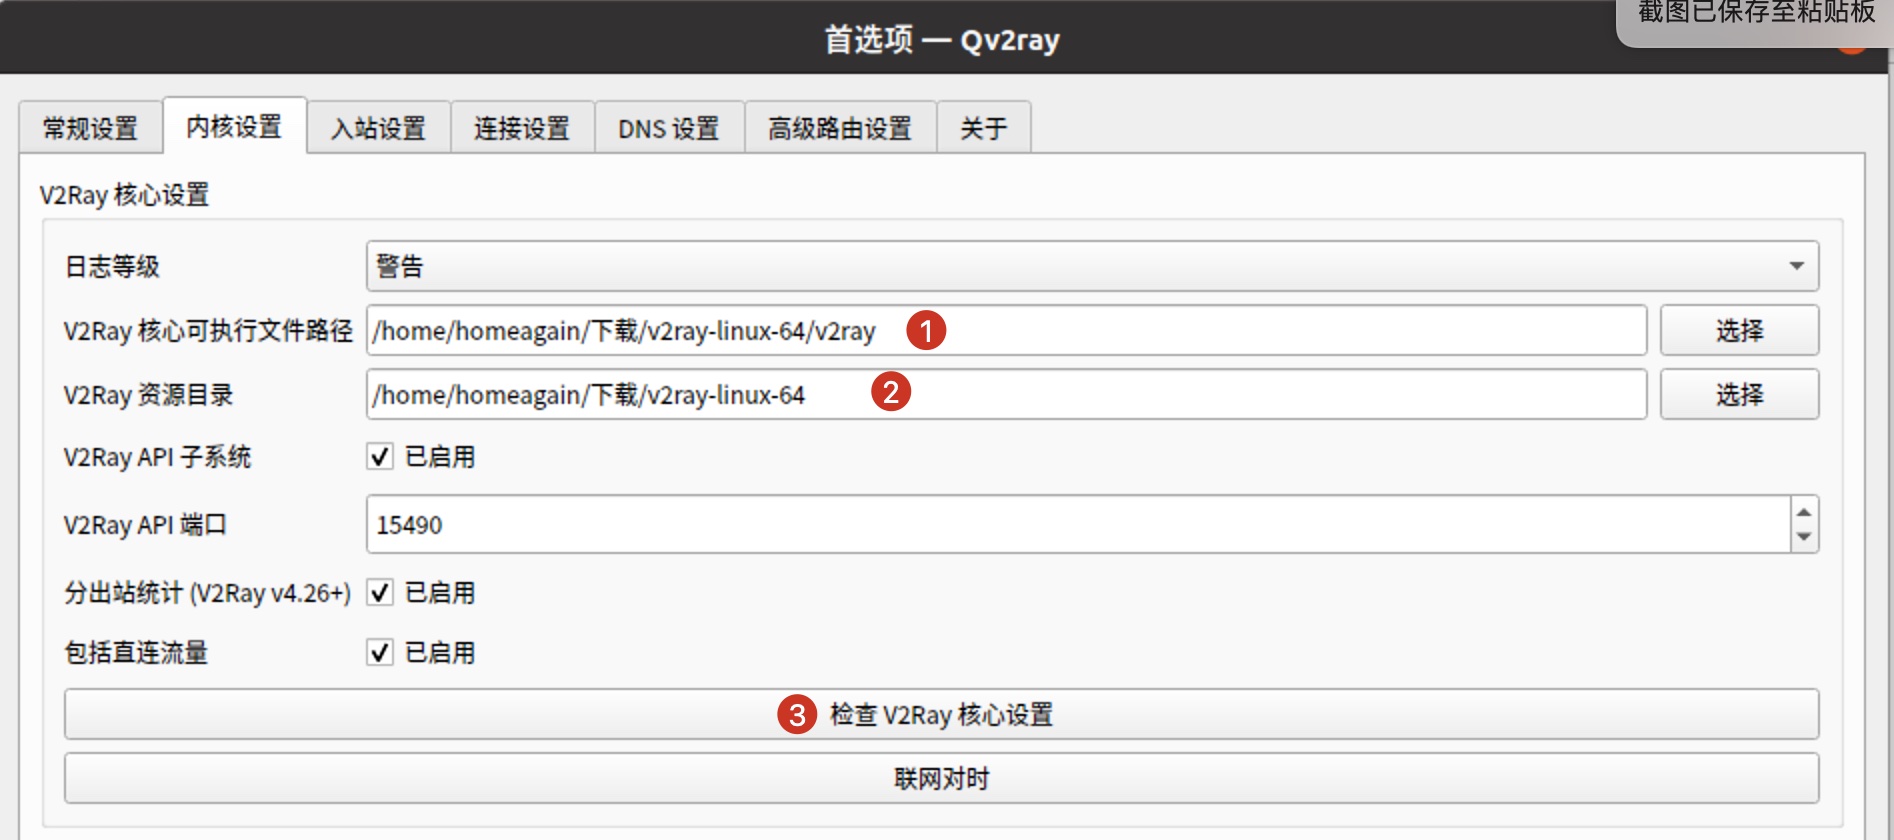 截图已保存至粘贴板
首选项 — Qv2ray
常规设置 内核设置 入站设置 连接设置 DNS 设置 高级路由设置 关于
V2Ray 核心设置
日志等级 警告
V2Ray 核心可执行文件路径 /home/homeagain/下载/v2ray-linux-64/v2ray 1 选择
V2Ray 资源目录 /home/homeagain/下载/v2ray-linux-64 2 选择
V2Ray API 子系统 已启用
V2Ray API 端口 15490
分出站统计 (V2Ray v4.26+) 已启用
包括直连流量 已启用
3 检查 V2Ray 核心设置
联网对时